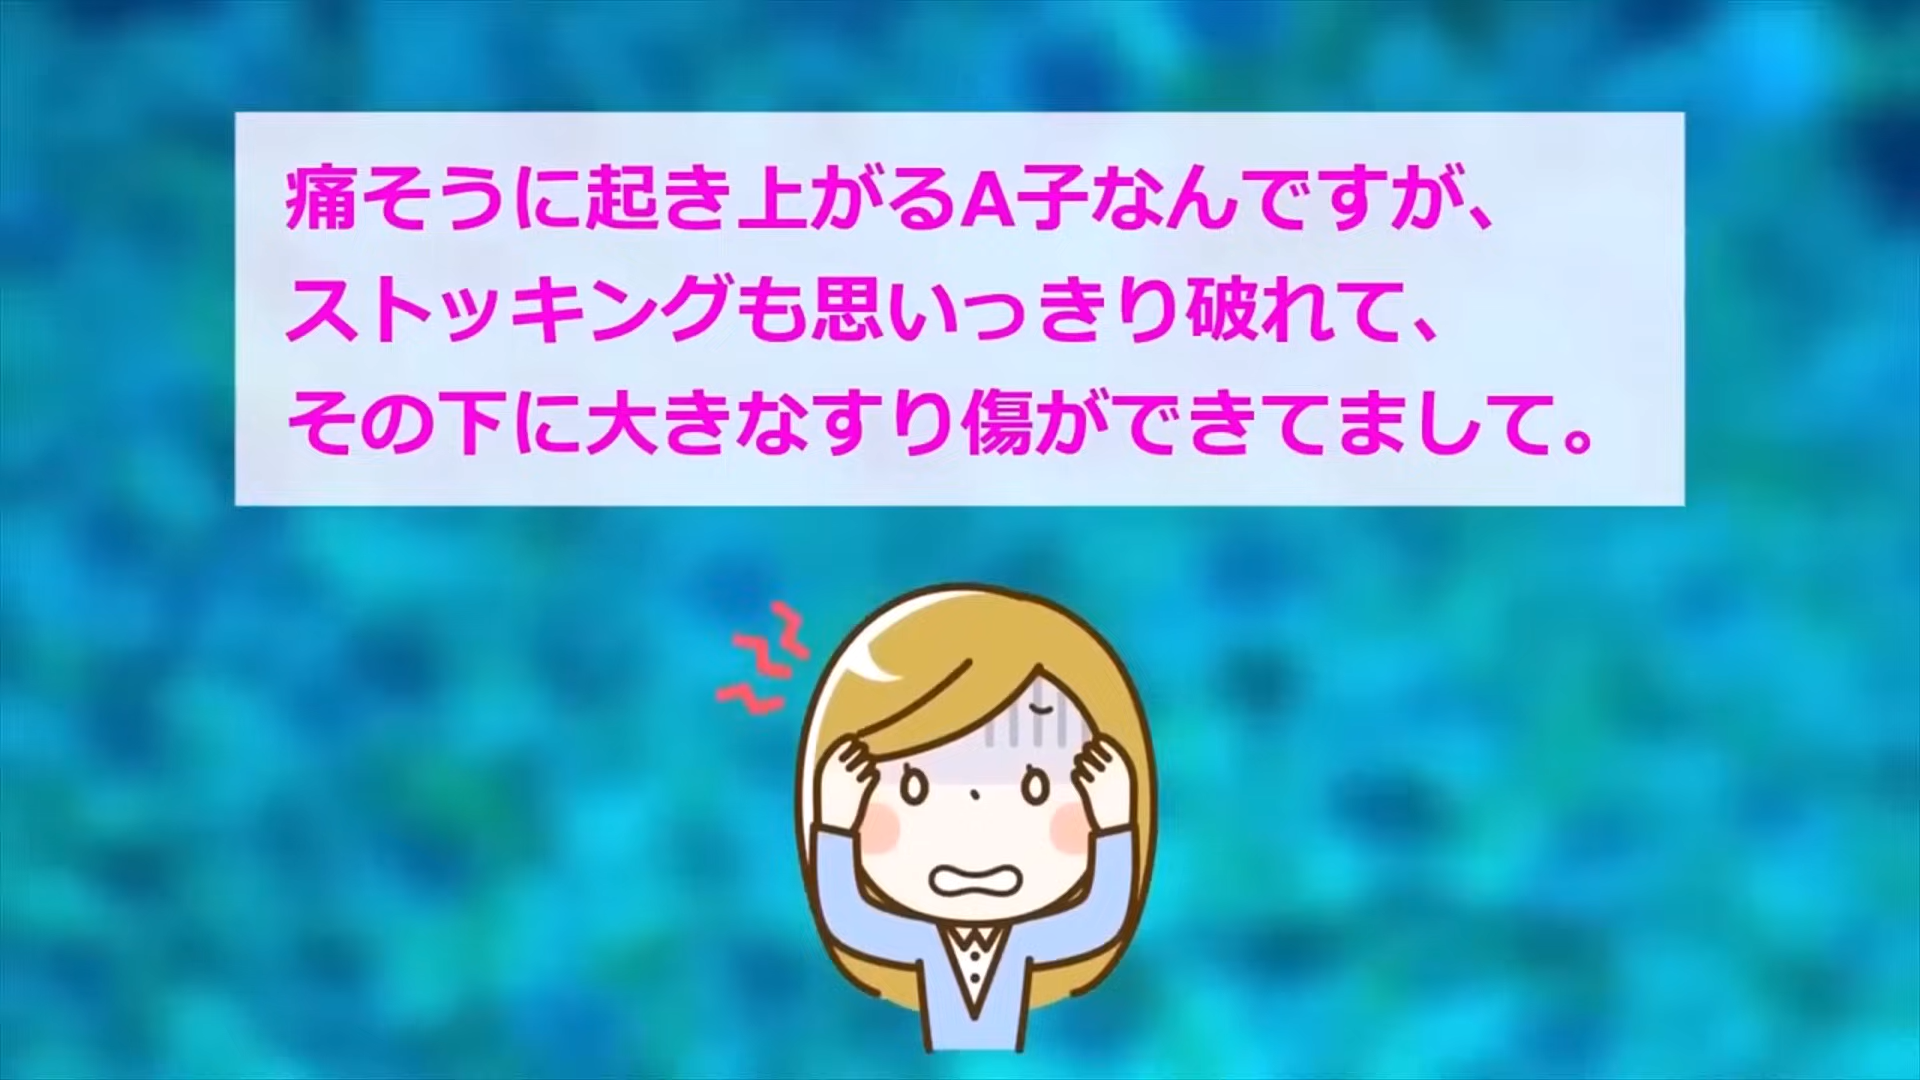 痛そうに起き上がるA子なんですが、
ストッキングも思いっきり破れて、
その下に大きなすり傷ができてまして。